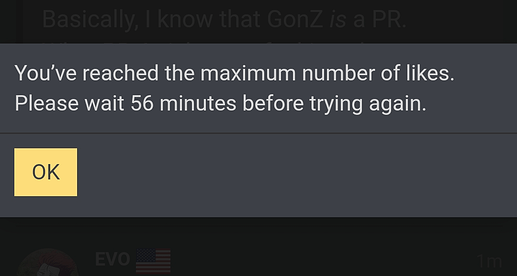 Basically, I know that GonZ is a PR.
You’ve reached the maximum number of likes.
Please wait 56 minutes before trying again.
OK
EVO
1m